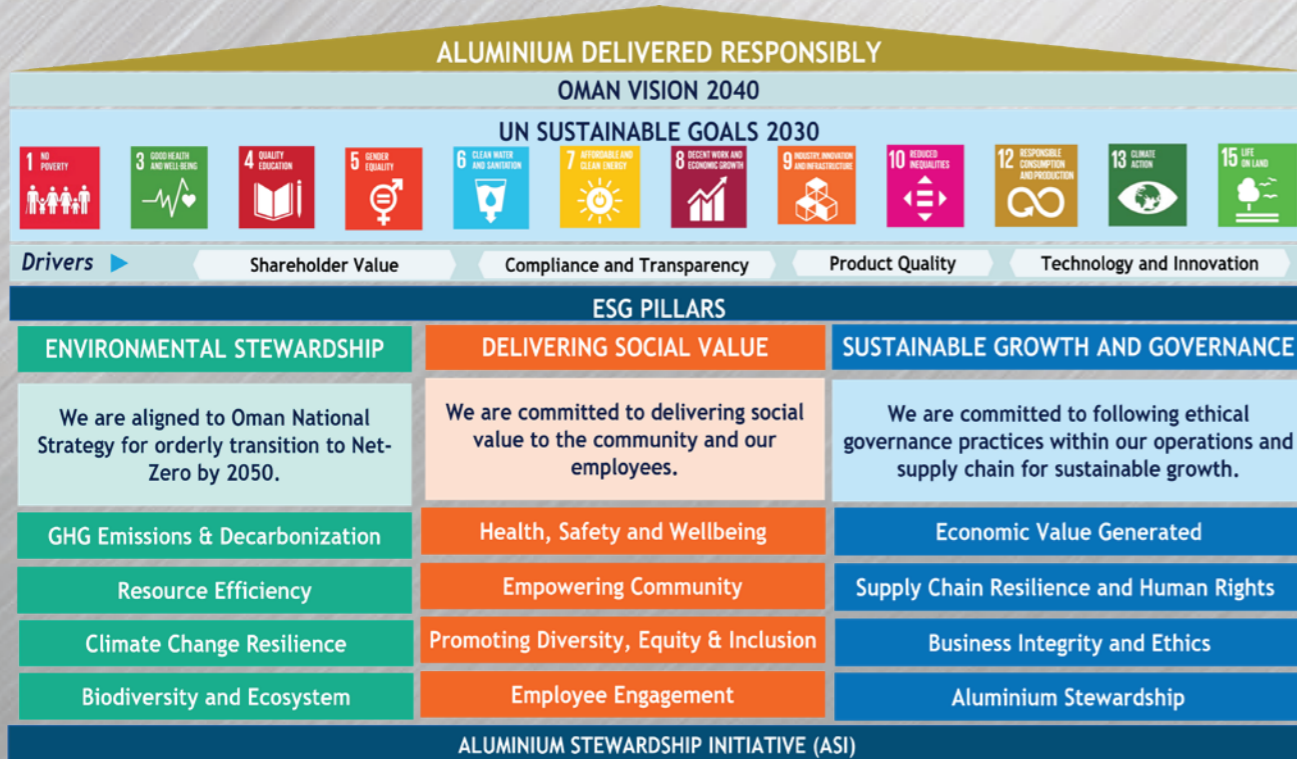 ALUMINIUM DELIVERED RESPONSIBLY
OMAN VISION 2040
UN SUSTAINABLE GOALS 2030
1 NO
POVERTY
3 GOOD HEALTH
AND WELL-BEING
4 QUALITY
EDUCATION
5 GENDER
EQUALITY
6 CLEAN WATER
AND SANITATION
7 AFFORDABLE AND
CLEAN ENERGY
8 DECENT WORK AND
ECONOMIC GROWTH
9 INDUSTRY, INNOVATION
AND INFRASTRUCTURE
10 REDUCED
INEQUALITIES
12 RESPONSIBLE
CONSUMPTION
AND PRODUCTION
13 CLIMATE
ACTION
15 LIFE
ON LAND
Drivers
Shareholder Value
Compliance and Transparency
Product Quality
Technology and Innovation
ESG PILLARS
ENVIRONMENTAL STEWARDSHIP
We are aligned to Oman National
Strategy for orderly transition to Net-
Zero by 2050.
GHG Emissions & Decarbonization
Resource Efficiency
Climate Change Resilience
Biodiversity and Ecosystem
DELIVERING SOCIAL VALUE
We are committed to delivering social
value to the community and our
employees.
Health, Safety and Wellbeing
Empowering Community
Promoting Diversity, Equity & Inclusion
Employee Engagement
SUSTAINABLE GROWTH AND GOVERNANCE
We are committed to following ethical
governance practices within our operations and
supply chain for sustainable growth.
Economic Value Generated
Supply Chain Resilience and Human Rights
Business Integrity and Ethics
Aluminium Stewardship
ALUMINIUM STEWARDSHIP INITIATIVE (ASI)